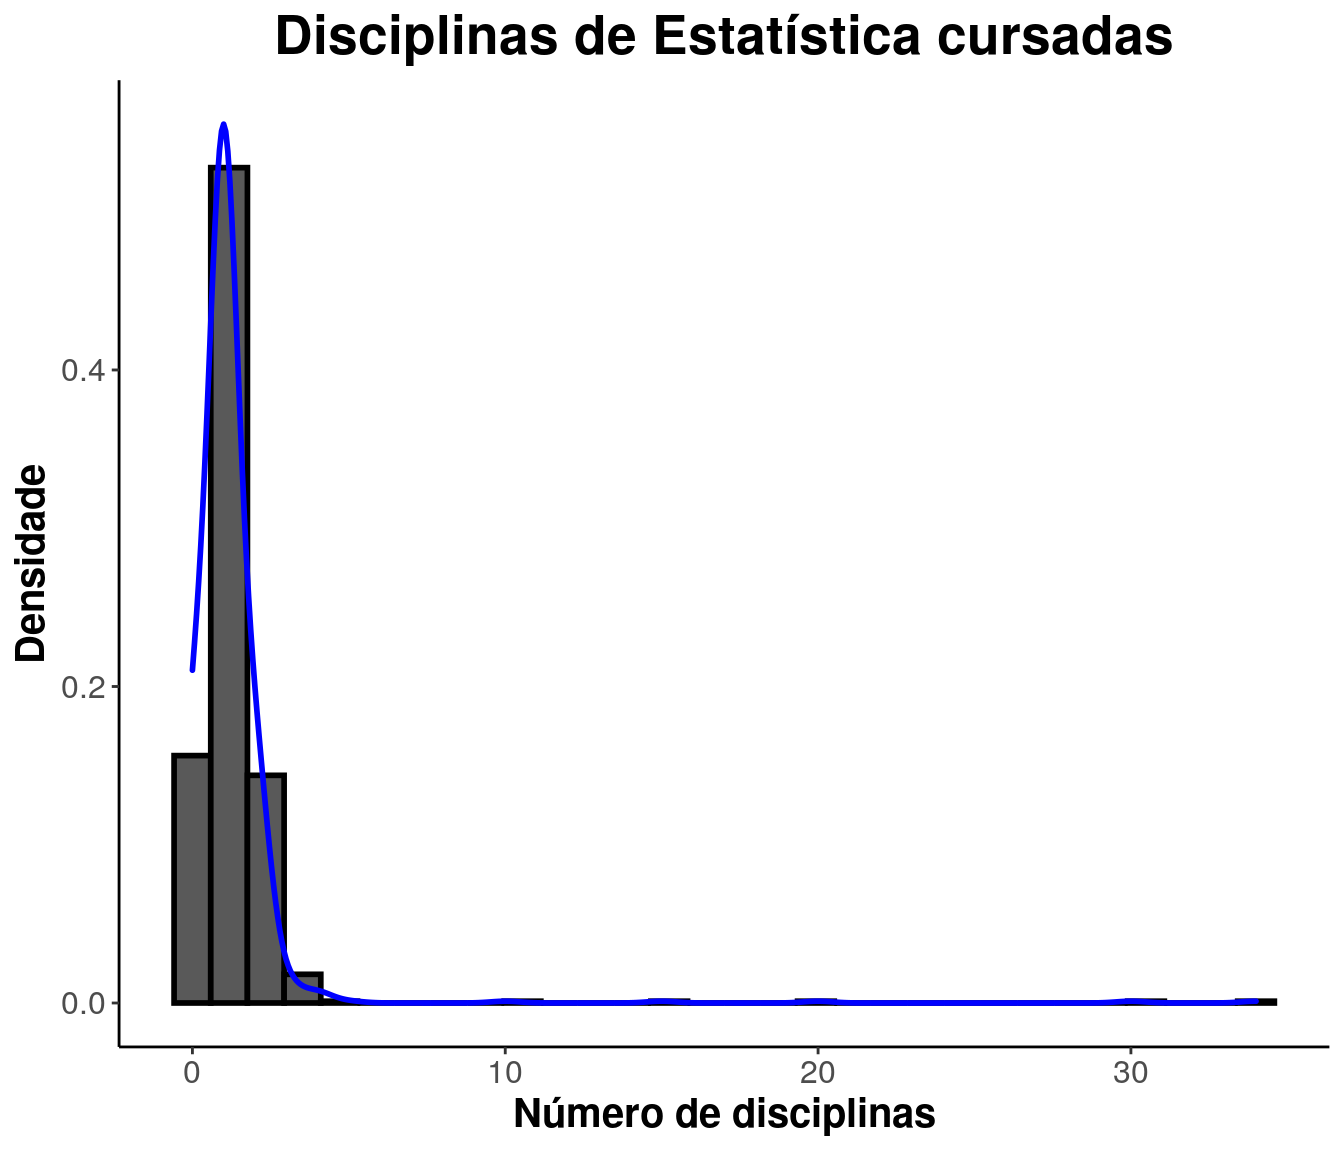 Disciplinas de Estatística cursadas
Densidade
0.4
0.2
0.0
0 10 20 30
Número de disciplinas